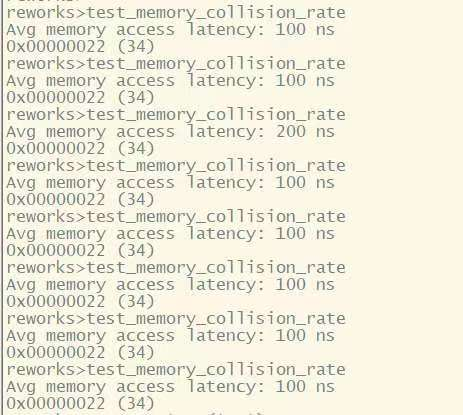 reworks>test_memory_collision_rate
Avg memory access latency: 100 ns
0x00000022 (34)
reworks>test_memory_collision_rate
Avg memory access latency: 100 ns
0x00000022 (34)
reworks>test_memory_collision_rate
Avg memory access latency: 200 ns
0x00000022 (34)
reworks>test_memory_collision_rate
Avg memory access latency: 100 ns
0x00000022 (34)
reworks>test_memory_collision_rate
Avg memory access latency: 100 ns
0x00000022 (34)
reworks>test_memory_collision_rate
Avg memory access latency: 100 ns
0x00000022 (34)
reworks>test_memory_collision_rate
Avg memory access latency: 100 ns
0x00000022 (34)
reworks>test_memory_collision_rate
Avg memory access latency: 100 ns
0x00000022 (34)